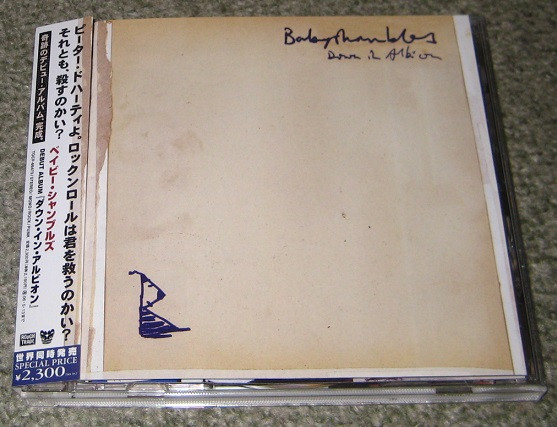 Babyshambles
Down in Albion
ピーター・ドハーティよ。ロックンロールは君を救うのかい?
それとも、殺すのかい?
奇跡のデビュー・アルバム、完成。
ベイビー・シャンブルズ
DEBUT ALBUM『ダウン・イン・アルビオン』
ROUGH
TRADE
世界同時発売
SPECIAL PRICE
¥2,300